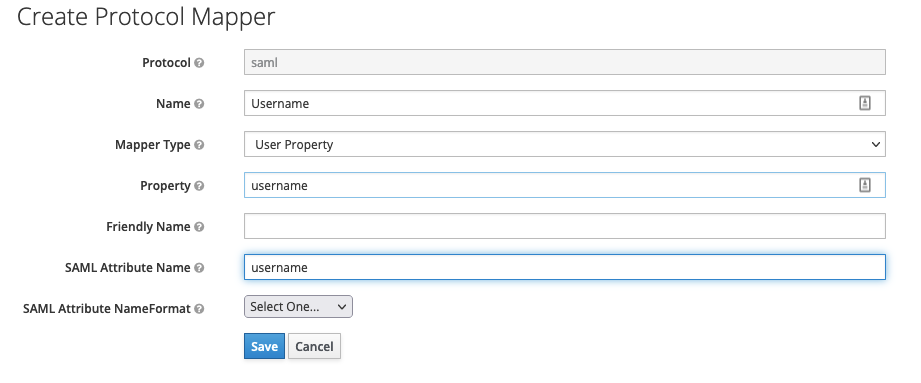 Create Protocol Mapper
Protocol saml
Name Username
Mapper Type User Property
Property username
Friendly Name
SAML Attribute Name username
SAML Attribute NameFormat Select One...
Save Cancel